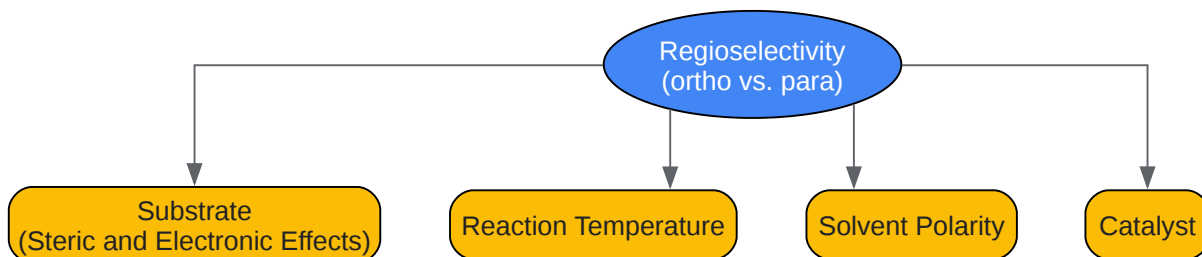 Regioselectivity
(ortho vs. para)
Substrate
(Steric and Electronic Effects)
Reaction Temperature
Solvent Polarity
Catalyst